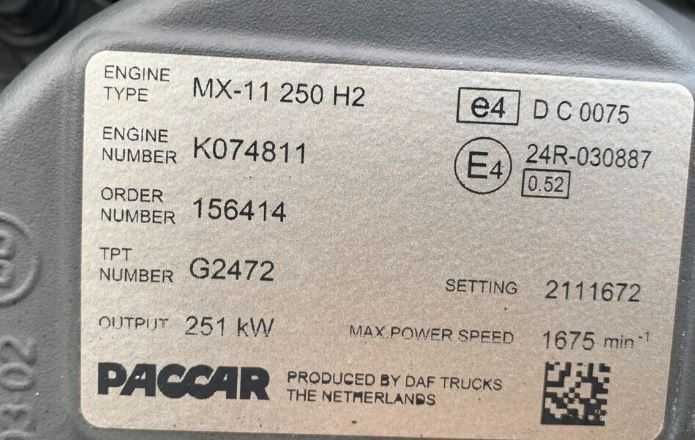 ENGINE TYPE MX-11 250 H2
e4 D C 0075
ENGINE NUMBER K074811
E4 24R-030887
0.52
ORDER NUMBER 156414
TPT NUMBER G2472
SETTING 2111672
OUTPUT 251 kW
MAX.POWER SPEED 1675 min-1
PACCAR
PRODUCED BY DAF TRUCKS
THE NETHERLANDS